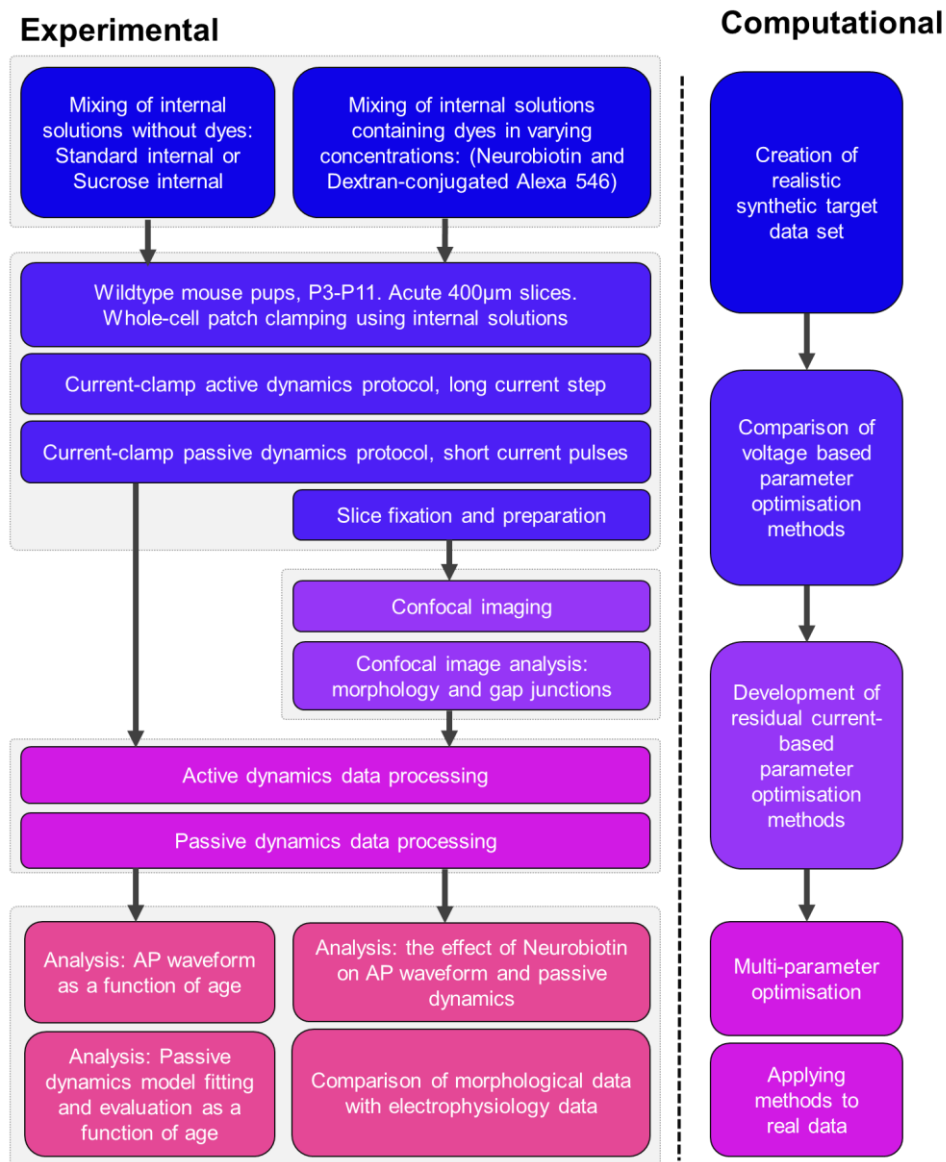 Experimental
Mixing of internal
solutions without dyes:
Standard internal or
Sucrose internal
Mixing of internal solutions
containing dyes in varying
concentrations: (Neurobiotin and
Dextran-conjugated Alexa 546)
Wildtype mouse pups, P3-P11. Acute 400µm slices.
Whole-cell patch clamping using internal solutions
Current-clamp active dynamics protocol, long current step
Current-clamp passive dynamics protocol, short current pulses
Slice fixation and preparation
Confocal imaging
Confocal image analysis:
morphology and gap junctions
Active dynamics data processing
Passive dynamics data processing
Analysis: AP waveform
as a function of age
Analysis: the effect of Neurobiotin
on AP waveform and passive
dynamics
Analysis: Passive
dynamics model fitting
and evaluation as a
function of age
Comparison of morphological data
with electrophysiology data
Computational
Creation of
realistic
synthetic target
data set
Comparison of
voltage based
parameter
optimisation
methods
Development of
residual current-
based
parameter
optimisation
methods
Multi-parameter
optimisation
Applying
methods to
real data